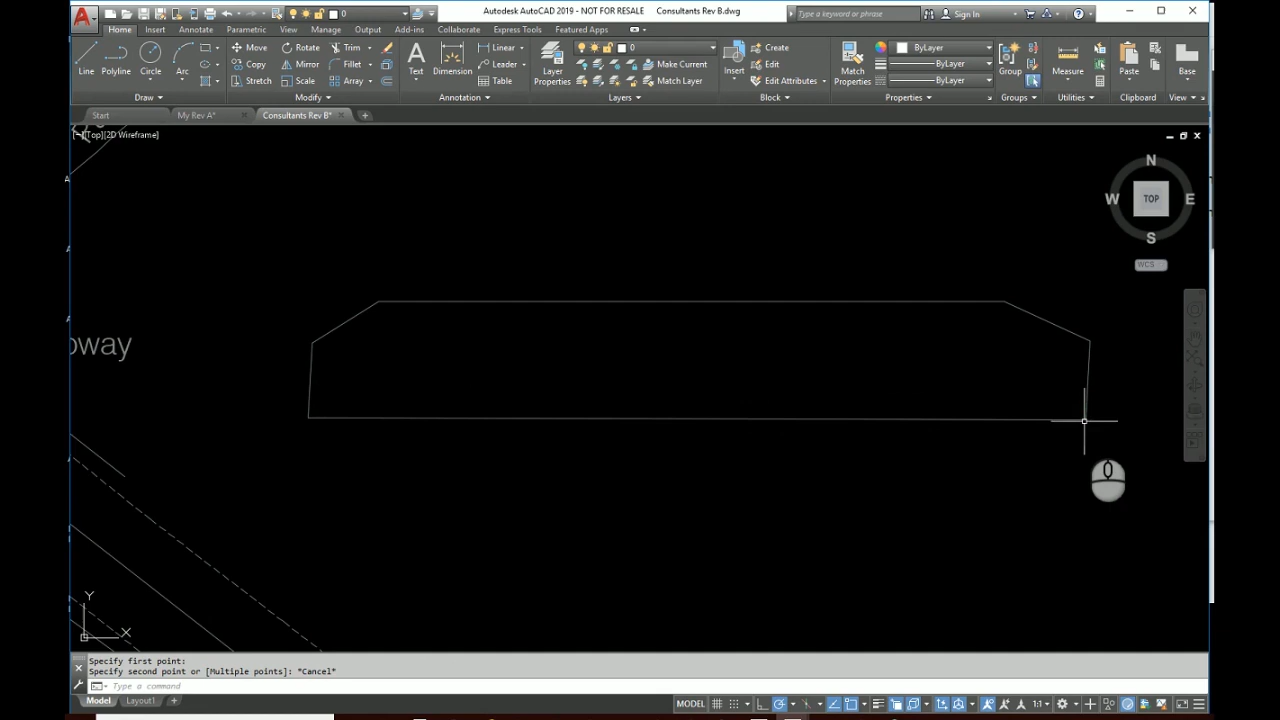 Autodesk AutoCAD 2019 - NOT FOR RESALE Consultants Rev B.dwg
Type a keyword or phrase
Sign In
Home Insert Annotate Parametric View Manage Output Add-ins Collaborate Express Tools Featured Apps
Line Polyline Circle Arc
Move Rotate Trim
Copy Mirror Fillet
Stretch Scale Array
Text Dimension
Linear
Leader
Table
Layer Properties
0
Make Current
Match Layer
Insert
Create
Edit
Edit Attributes
Match Properties
ByLayer
ByLayer
ByLayer
Group
Measure
Paste
Base
Draw Modify Annotation Layers Block Properties Groups Utilities Clipboard View
Start My Rev A* Consultants Rev B*
[−][Top][2D Wireframe]
N
W TOP E
S
WCS
oway
Y
X
Specify first point:
Specify second point or [Multiple points]: *Cancel*
Type a command
Model Layout1
MODEL 1:1